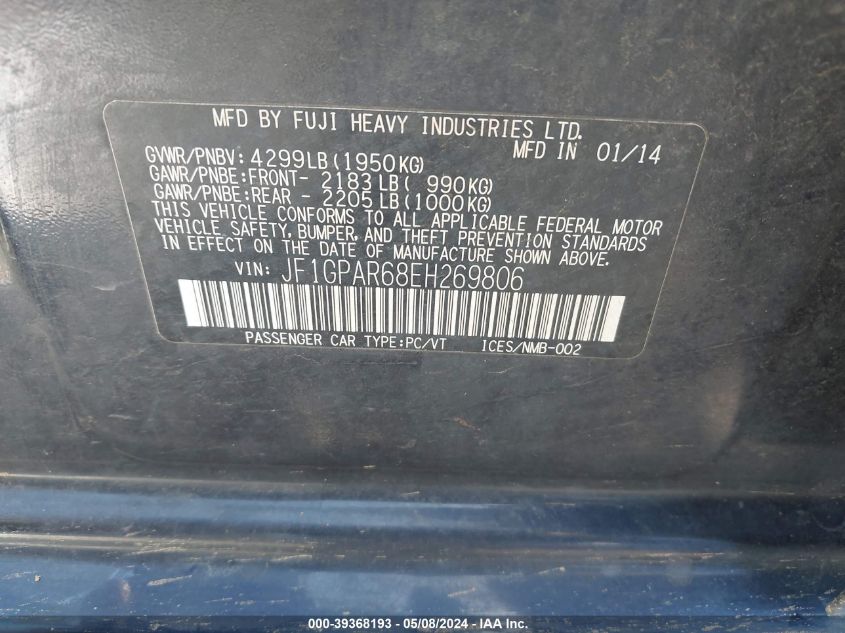 MFD BY FUJI HEAVY INDUSTRIES LTD.
MFD IN 01/14
GVWR/PNBV: 4299LB(1950KG)
GAWR/PNBE:FRONT- 2183LB( 990KG)
GAWR/PNBE:REAR - 2205LB(1000KG)
THIS VEHICLE CONFORMS TO ALL APPLICABLE FEDERAL MOTOR
VEHICLE SAFETY, BUMPER, AND THEFT PREVENTION STANDARDS
IN EFFECT ON THE DATE OF MANUFACTURE SHOWN ABOVE.
VIN: JF1GPAR68EH269806
PASSENGER CAR TYPE:PC/VT ICES/NMB-002
000-39368193 - 05/08/2024 - IAA Inc.